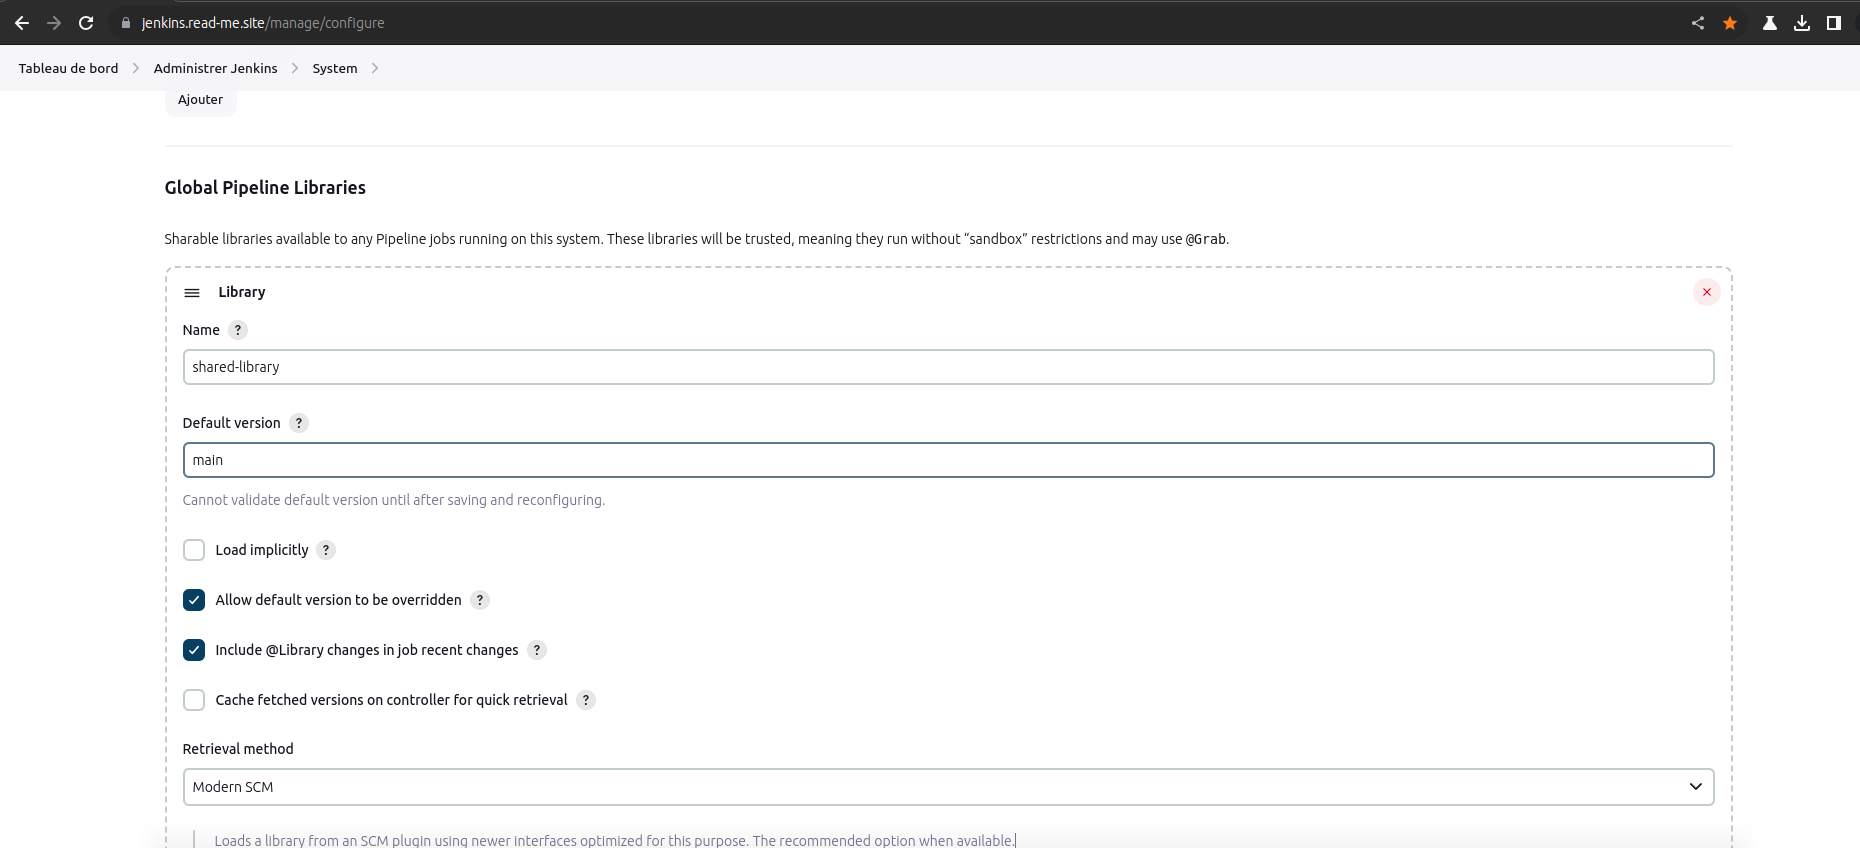 jenkins.read-me.site/manage/configure
Tableau de bord > Administrer Jenkins > System >
Ajouter
Global Pipeline Libraries
Sharable libraries available to any Pipeline jobs running on this system. These libraries will be trusted, meaning they run without “sandbox” restrictions and may use @Grab.
Library
Name ?
shared-library
Default version ?
main
Cannot validate default version until after saving and reconfiguring.
Load implicitly ?
Allow default version to be overridden ?
Include @Library changes in job recent changes ?
Cache fetched versions on controller for quick retrieval ?
Retrieval method
Modern SCM
Loads a library from an SCM plugin using newer interfaces optimized for this purpose. The recommended option when available.